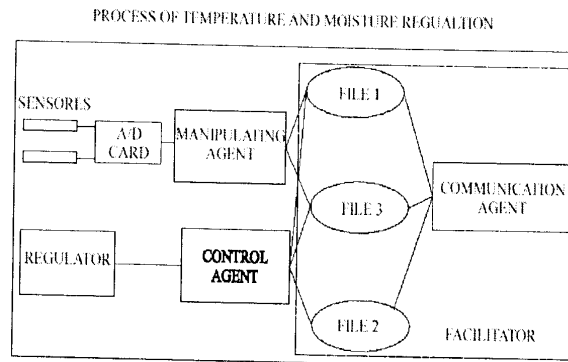 PROCESS OF TEMPERATURE AND MOISTURE REGUALTION
SENSORES
A/D
CARD
MANIPULATING
AGENT
FILE 1
FILE 3
COMMUNICATION
AGENT
REGULATOR
CONTROL
AGENT
FILE 2
FACILITATOR